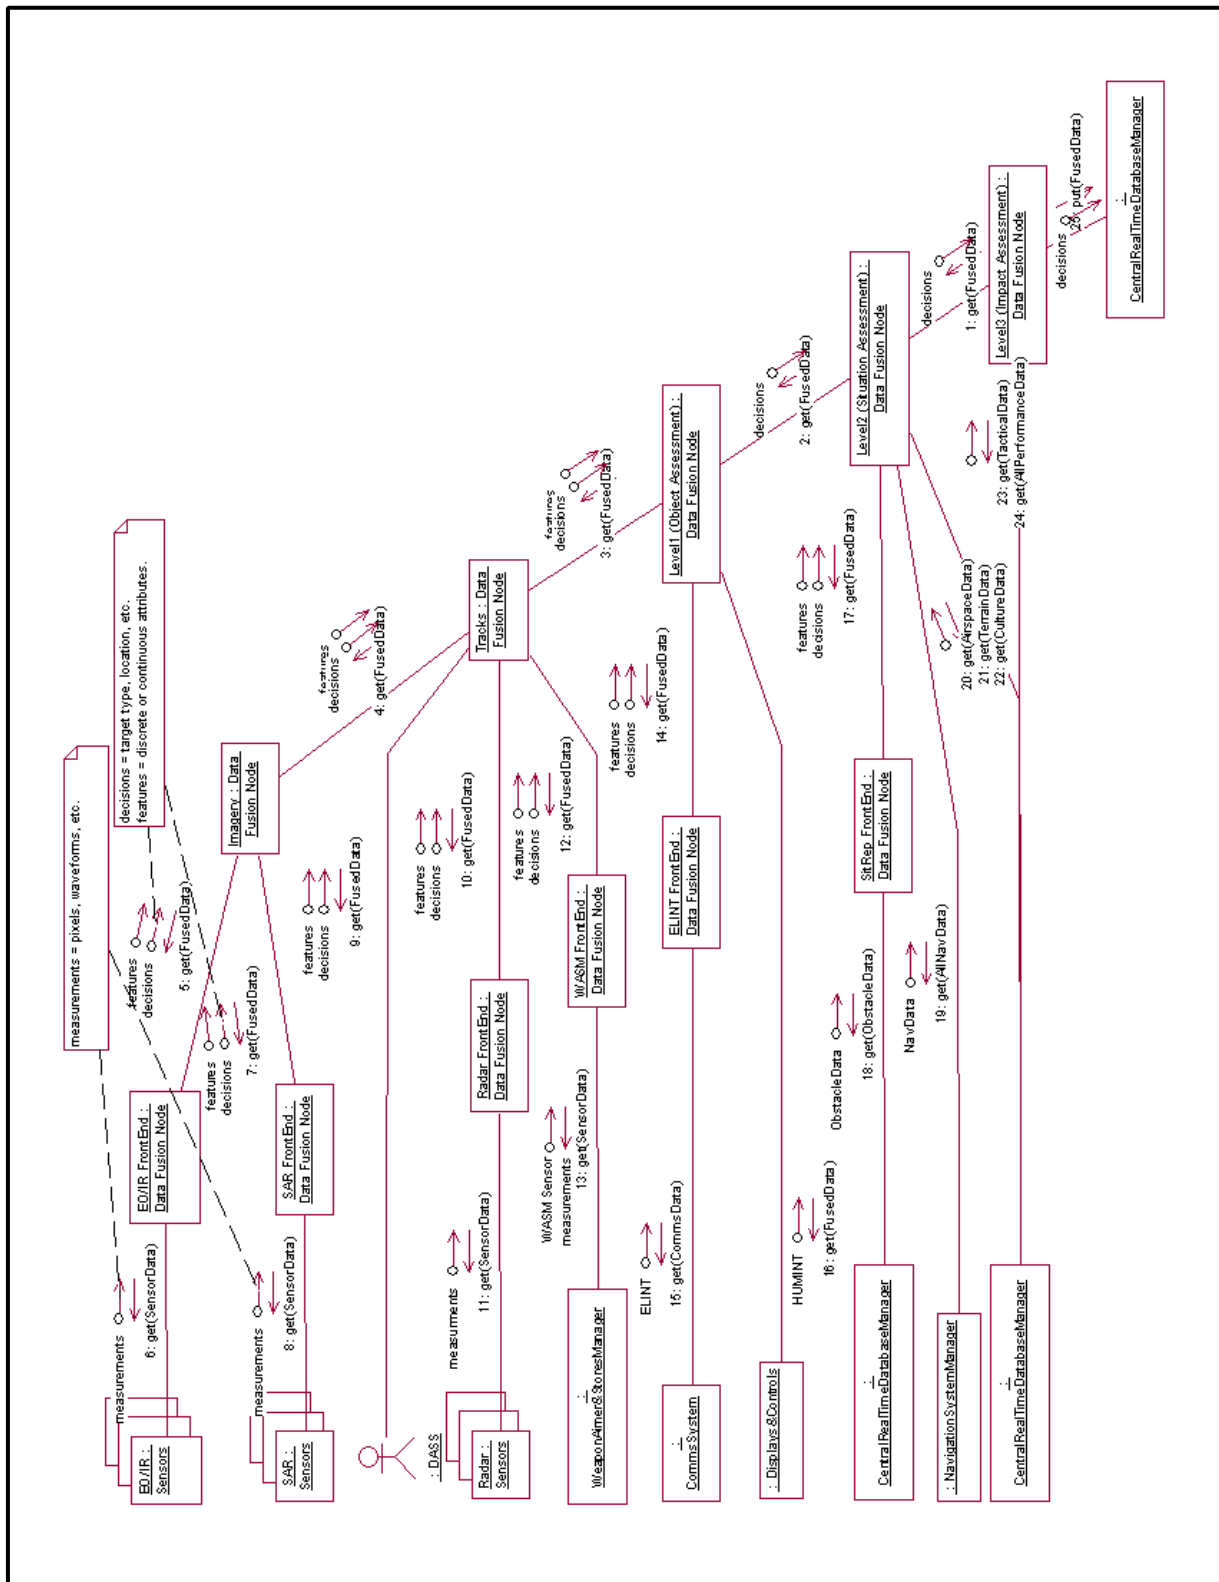 measurements = pixels, waveforms, etc.
decisions = target type, location, etc.
features = discrete or continuous attributes.
EO/IR :
Sensors
measurements
6: get(SensorData)
EO/IR FrontEnd :
Data Fusion Node
features
decisions
5: get(FusedData)
SAR :
Sensors
measurements
8: get(SensorData)
SAR FrontEnd :
Data Fusion Node
features
decisions
7: get(FusedData)
Imagery : Data
Fusion Node
features
decisions
4: get(FusedData)
: DASS
features
decisions
9: get(FusedData)
Radar :
Sensors
measurments
11: get(SensorData)
Radar FrontEnd :
Data Fusion Node
features
decisions
10: get(FusedData)
Tracks : Data
Fusion Node
features
decisions
3: get(FusedData)
:
WeaponAimer&StoresManager
WASM Sensor
measurements
13: get(SensorData)
WASM FrontEnd :
Data Fusion Node
features
decisions
12: get(FusedData)
:
CommsSystem
ELINT
15: get(CommsData)
ELINT FrontEnd :
Data Fusion Node
features
decisions
14: get(FusedData)
Level1 (Object Assessment) :
Data Fusion Node
decisions
2: get(FusedData)
: Displays&Controls
HUMINT
16: get(FusedData)
:
CentralRealTimeDatabaseManager
ObstacleData
18: get(ObstacleData)
SitRep FrontEnd :
Data Fusion Node
features
decisions
17: get(FusedData)
Level2 (Situation Assessment) :
Data Fusion Node
decisions
1: get(FusedData)
: NavigationSystemManager
NavData
19: get(AllNavData)
:
CentralRealTimeDatabaseManager
20: get(AirspaceData)
21: get(TerrainData)
22: get(CultureData)
23: get(TacticalData)
24: get(AllPerformanceData)
Level3 (Impact Assessment) :
Data Fusion Node
decisions
25: put(FusedData)
:
CentralRealTimeDatabaseManager